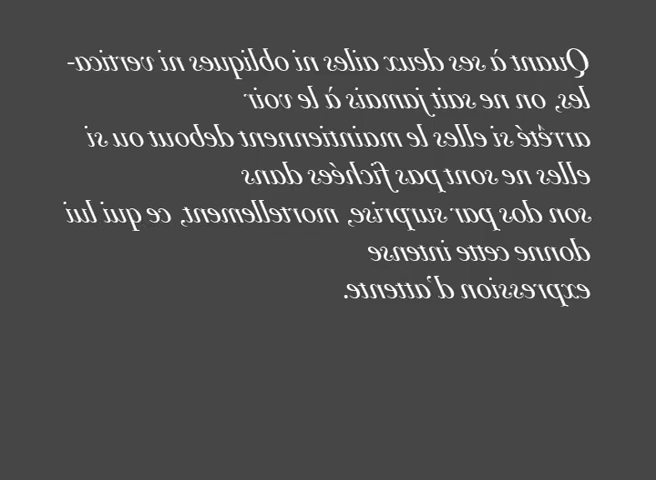 Quant à ses deux ailes ni obliques ni vertica-
les, on ne sait jamais à le voir
arrêté si elles le maintiennent debout ou si
elles ne sont pas fichées dans
son dos par surprise, mortellement, ce qui lui
donne cette intense
expression d'attente.